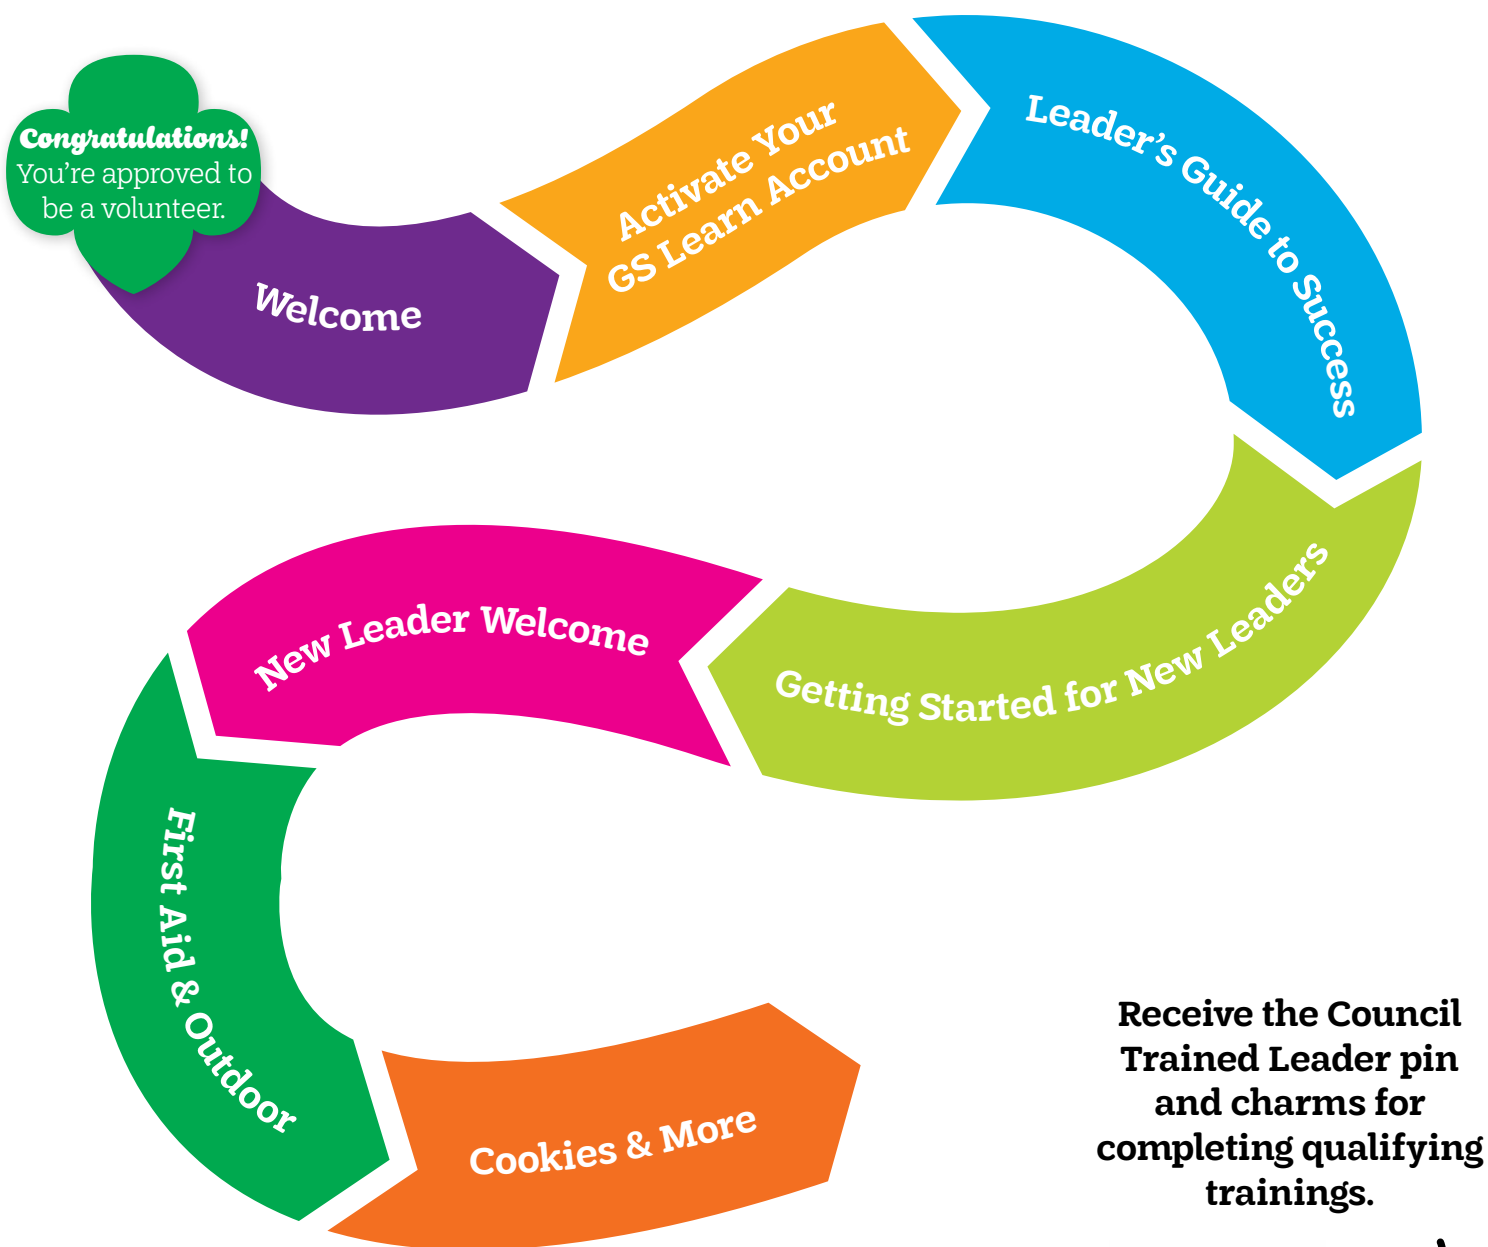 Congratulations!
You're approved to
be a volunteer.
Welcome
Activate Your
GS Learn Account
Leader's Guide to Success
Getting Started for New Leaders
New Leader Welcome
First Aid & Outdoor
Cookies & More
Receive the Council
Trained Leader pin
and charms for
completing qualifying
trainings.